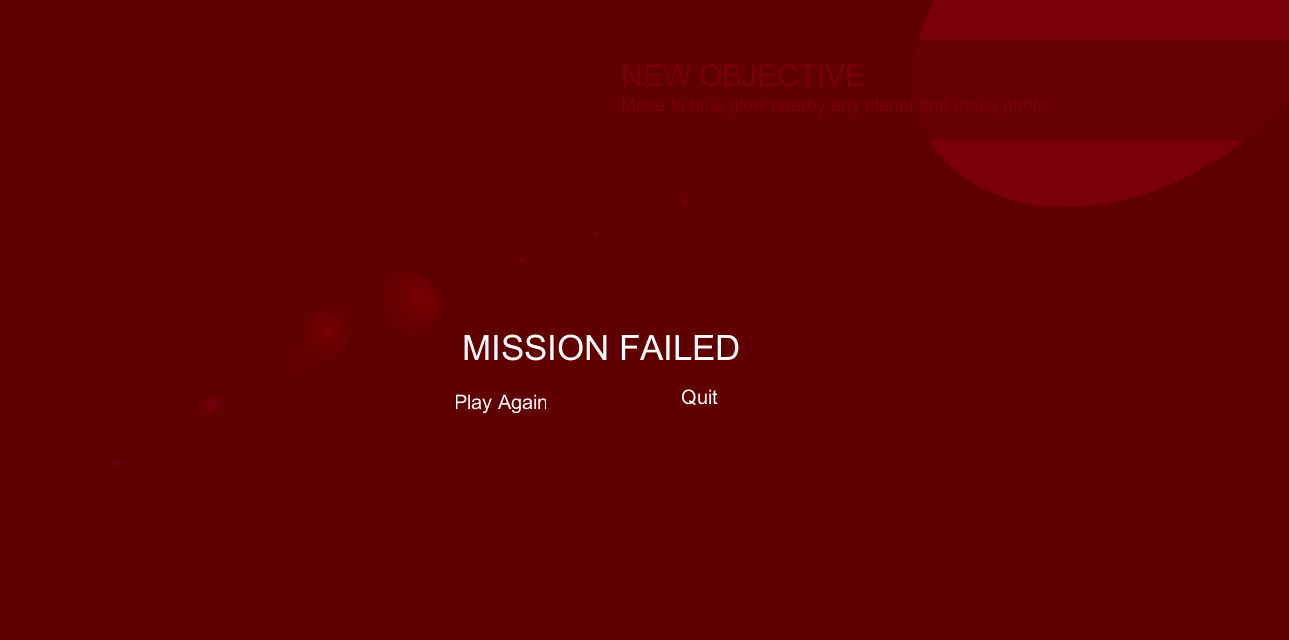 NEW OBJECTIVE
Move to blue glow nearby any planet and make photo
MISSION FAILED
Play Again
Quit